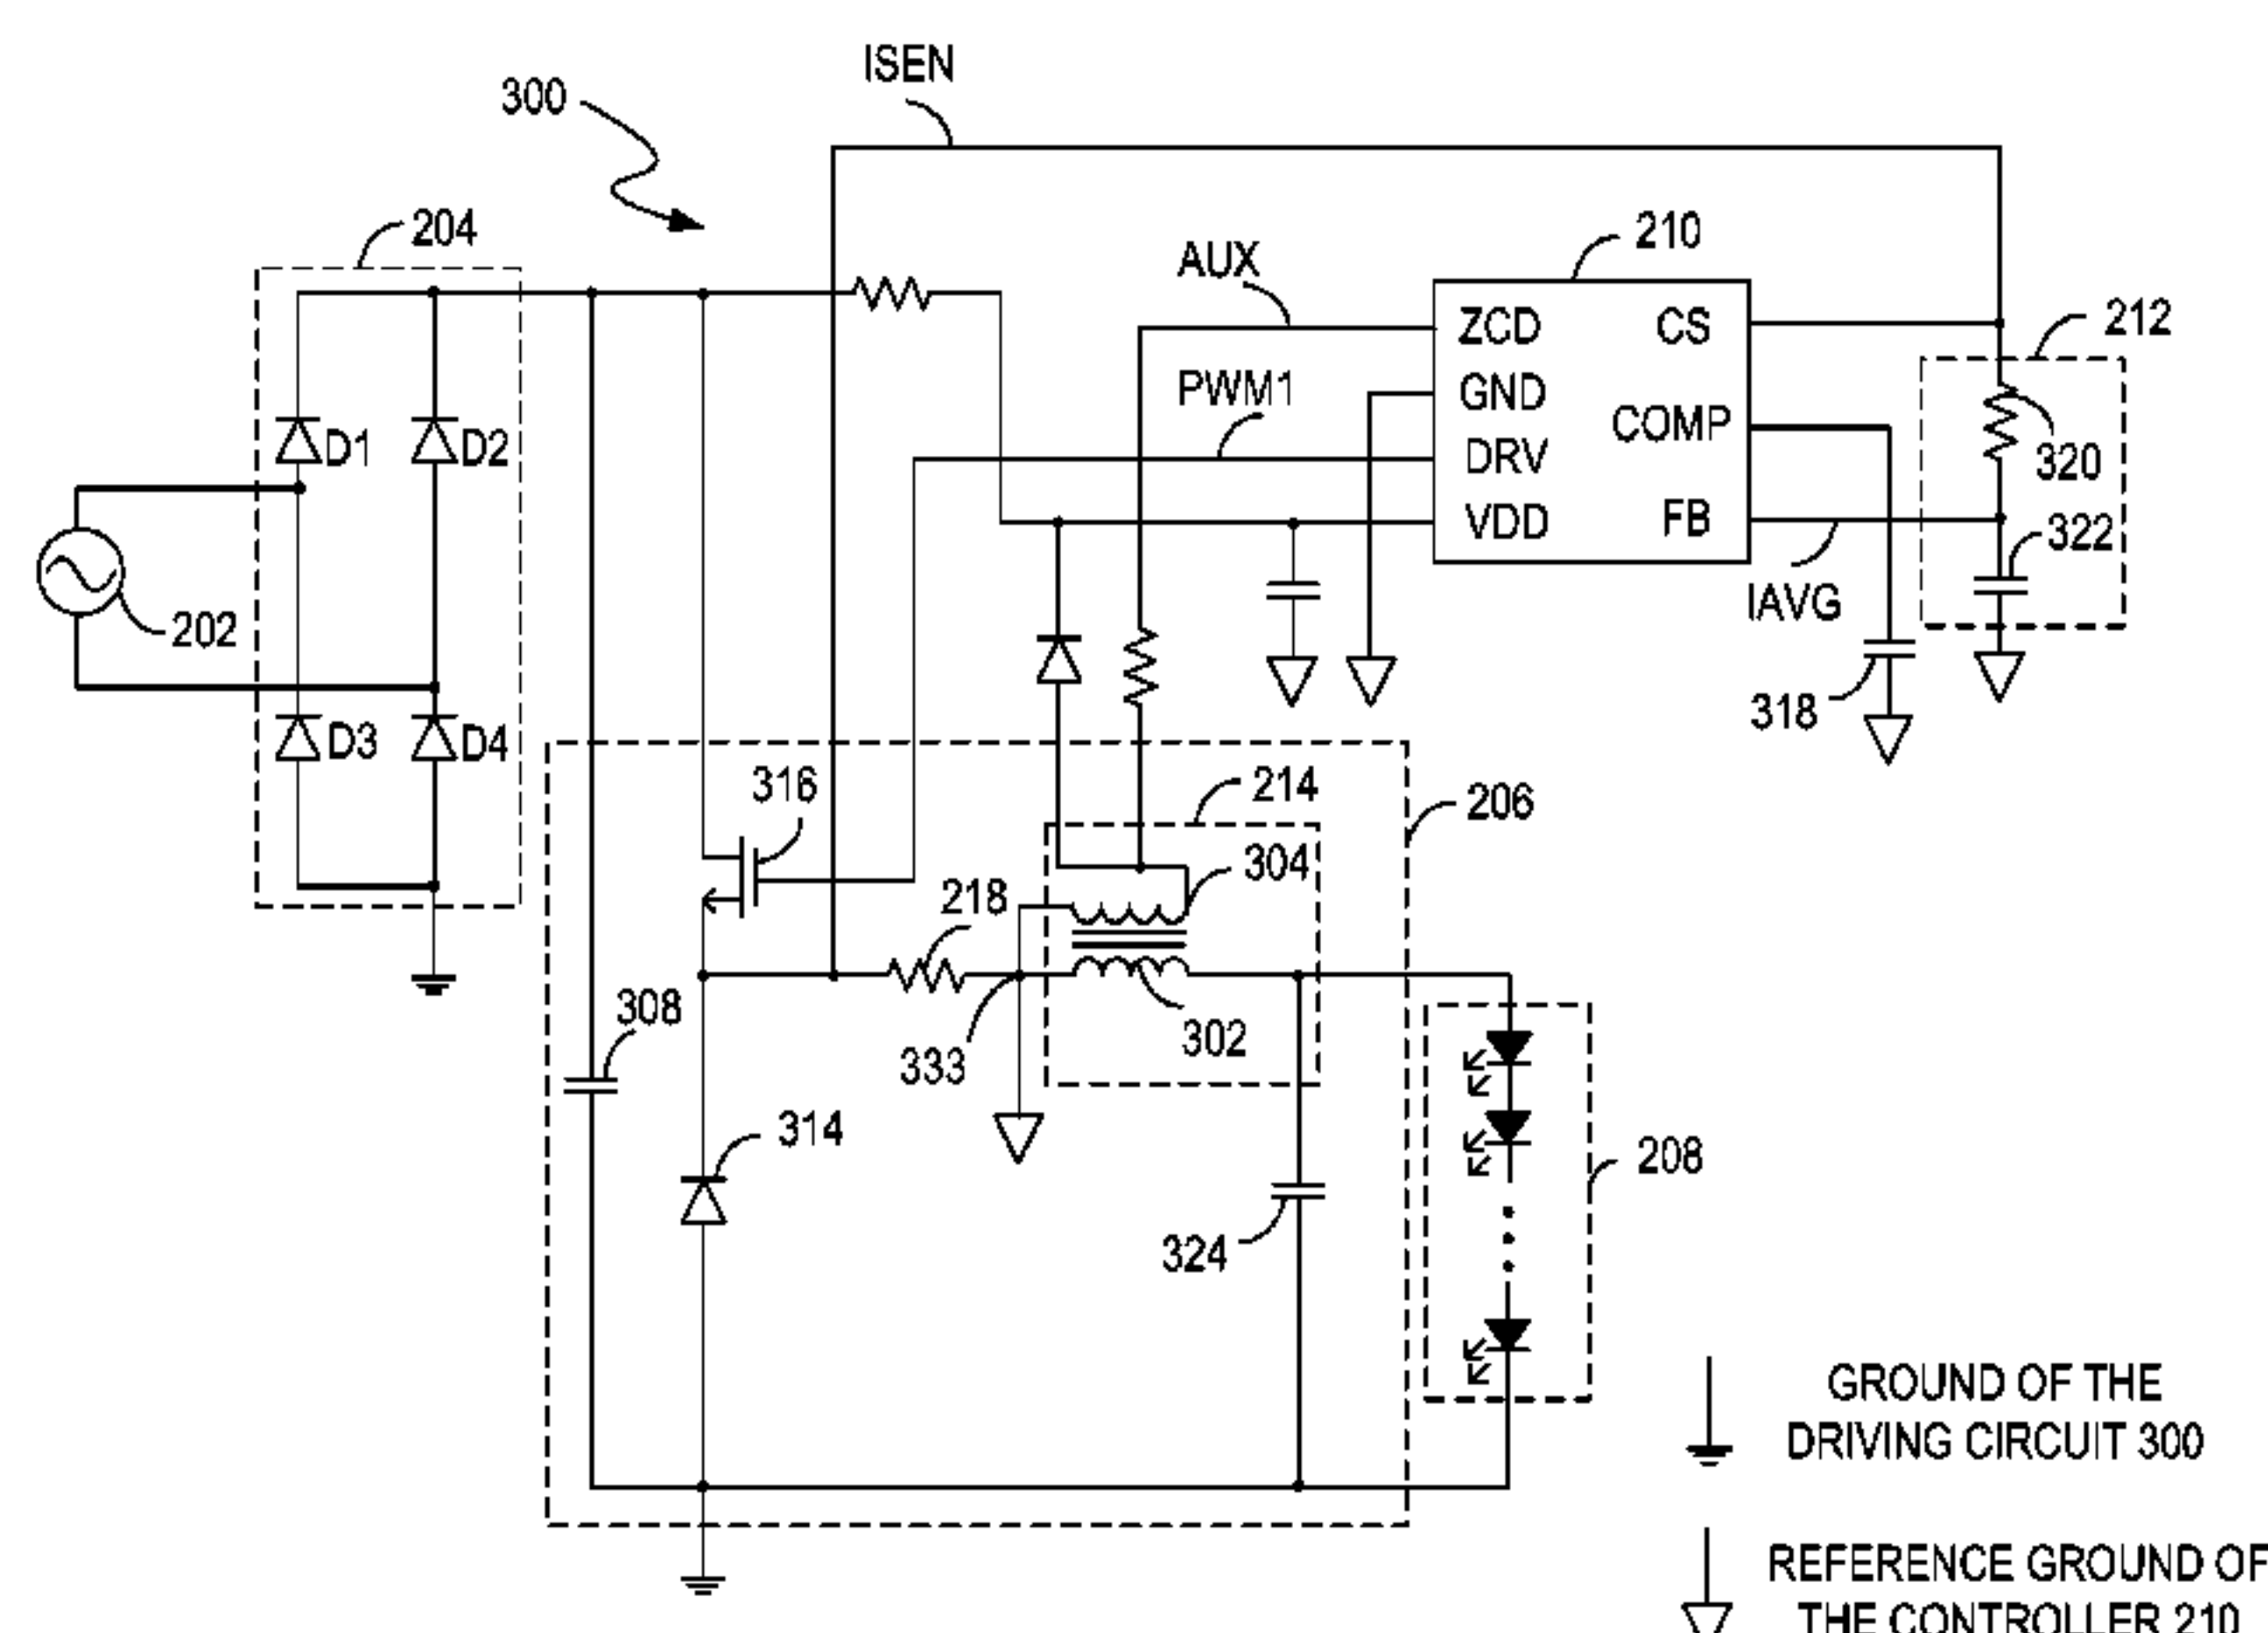 ISEN
300
204
AUX
210
212
ZCD
CS
GND
PWM1
COMP
DRV
320
D1
D2
VDD
FB
322
IAVG
202
318
D3
D4
316
214
206
304
218
308
302
333
314
208
324
GROUND OF THE
DRIVING CIRCUIT 300
REFERENCE GROUND OF
THE CONTROLLER 210